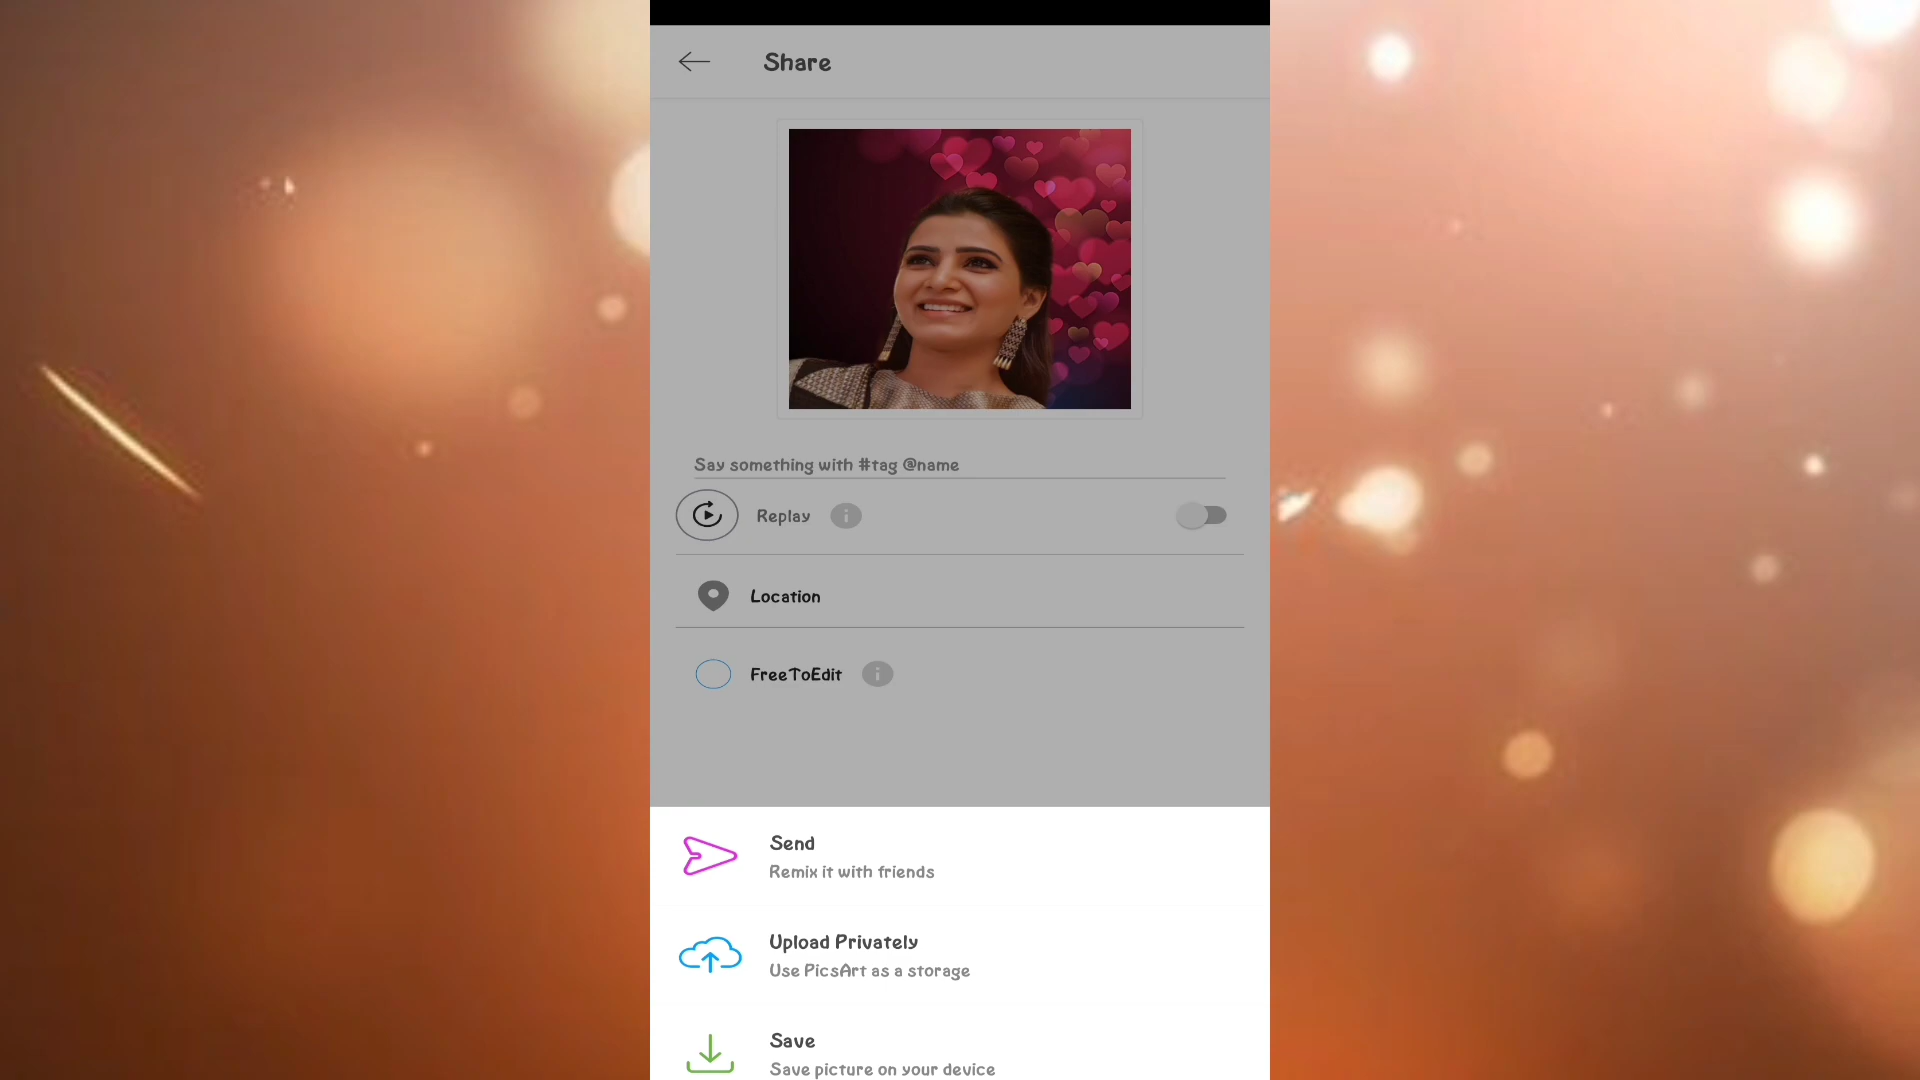 Share
Say something with #tag @name
Replay
Location
FreeToEdit
Send
Remix it with friends
Upload Privately
Use PicsArt as a storage
Save
Save picture on your device